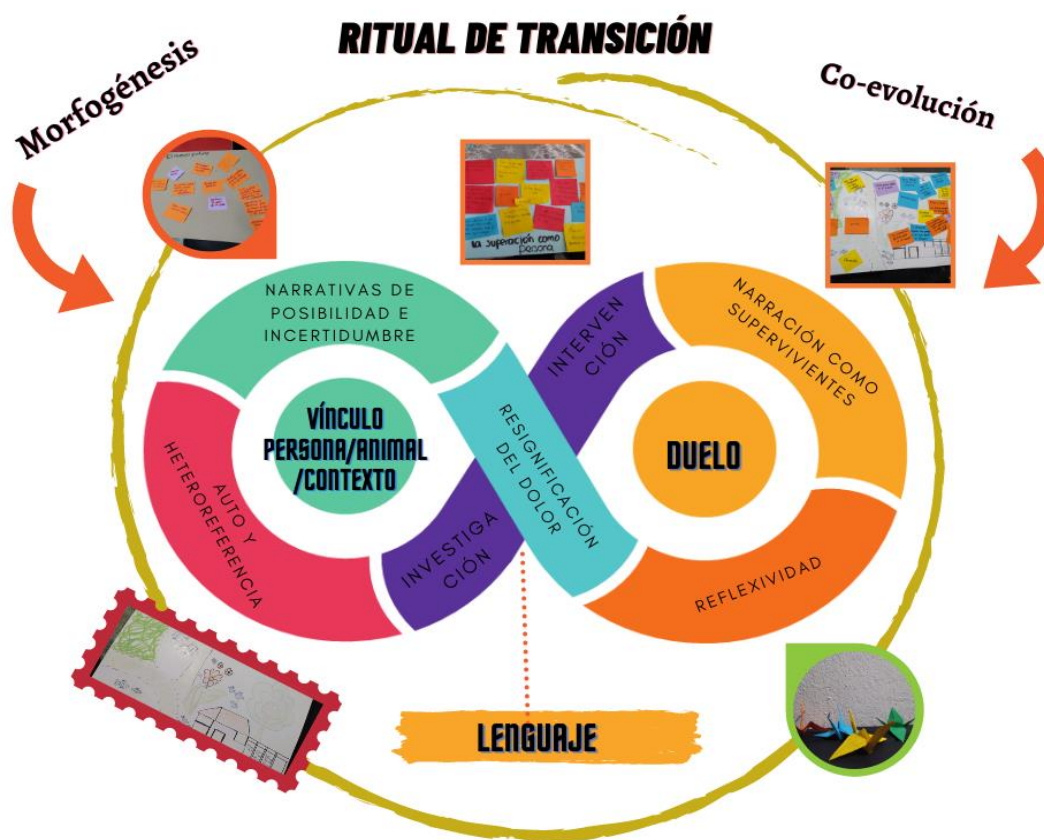 RITUAL DE TRANSICIÓN
Morfogénesis
Co-evolución
la superación como
persona
NARRATIVAS DE
POSIBILIDAD E
INCERTIDUMBRE
INTERVEN
CIÓN
NARRACIÓN COMO
SUPERVIVIENTES
VÍNCULO
PERSONA/ANIMAL
/CONTEXTO
RESIGNIFICACIÓN
DEL DOLOR
DUELO
AUTO Y
HETEROREFERENCIA
INVESTIGA
CIÓN
REFLEXIVIDAD
LENGUAJE